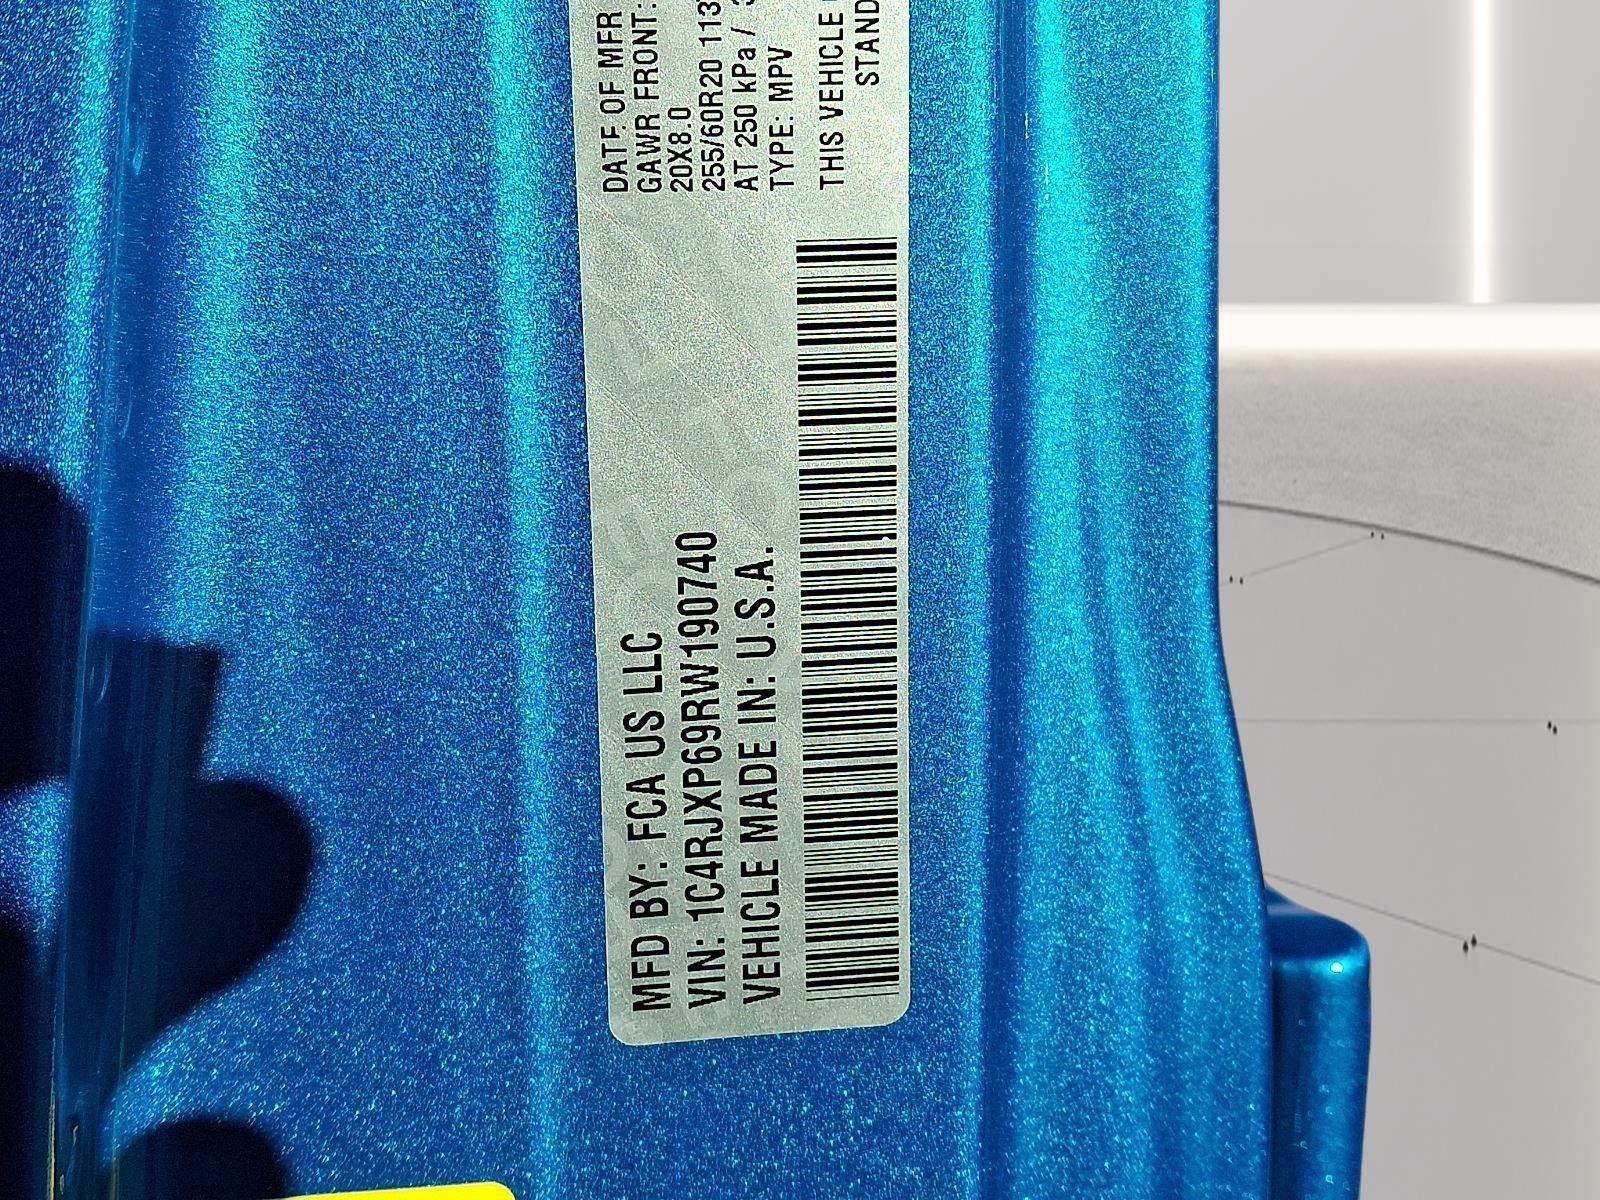 MFD BY: FCA US LLC
VIN: 1C4RJXP69RW190740
VEHICLE MADE IN: U.S.A.
DATE OF MFR
GAWR FRONT:
20X8.0
255/60R20 113
AT 250 kPa /
TYPE: MPV
THIS VEHICLE
STAND